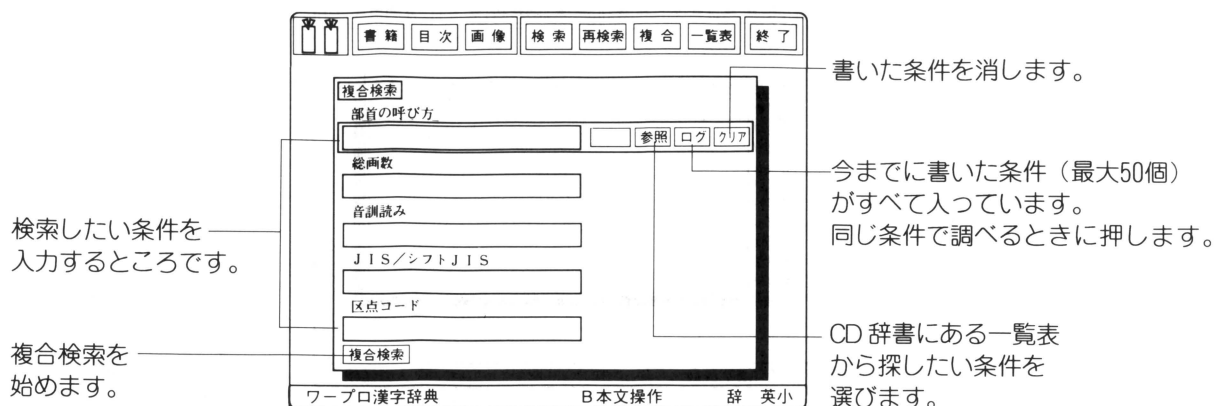 書籍 目次 画像 検索 再検索 複合 一覧表 終了
複合検索
部首の呼び方
参照 ログ クリア
総画数
音訓読み
JIS/シフトJIS
区点コード
複合検索
ワープロ漢字辞典 B本文操作 辞 英小
検索したい条件を
入力するところです。
複合検索を
始めます。
書いた条件を消します。
今までに書いた条件（最大50個）
がすべて入っています。
同じ条件で調べるときに押します。
CD辞書にある一覧表
から探したい条件を
選びます。